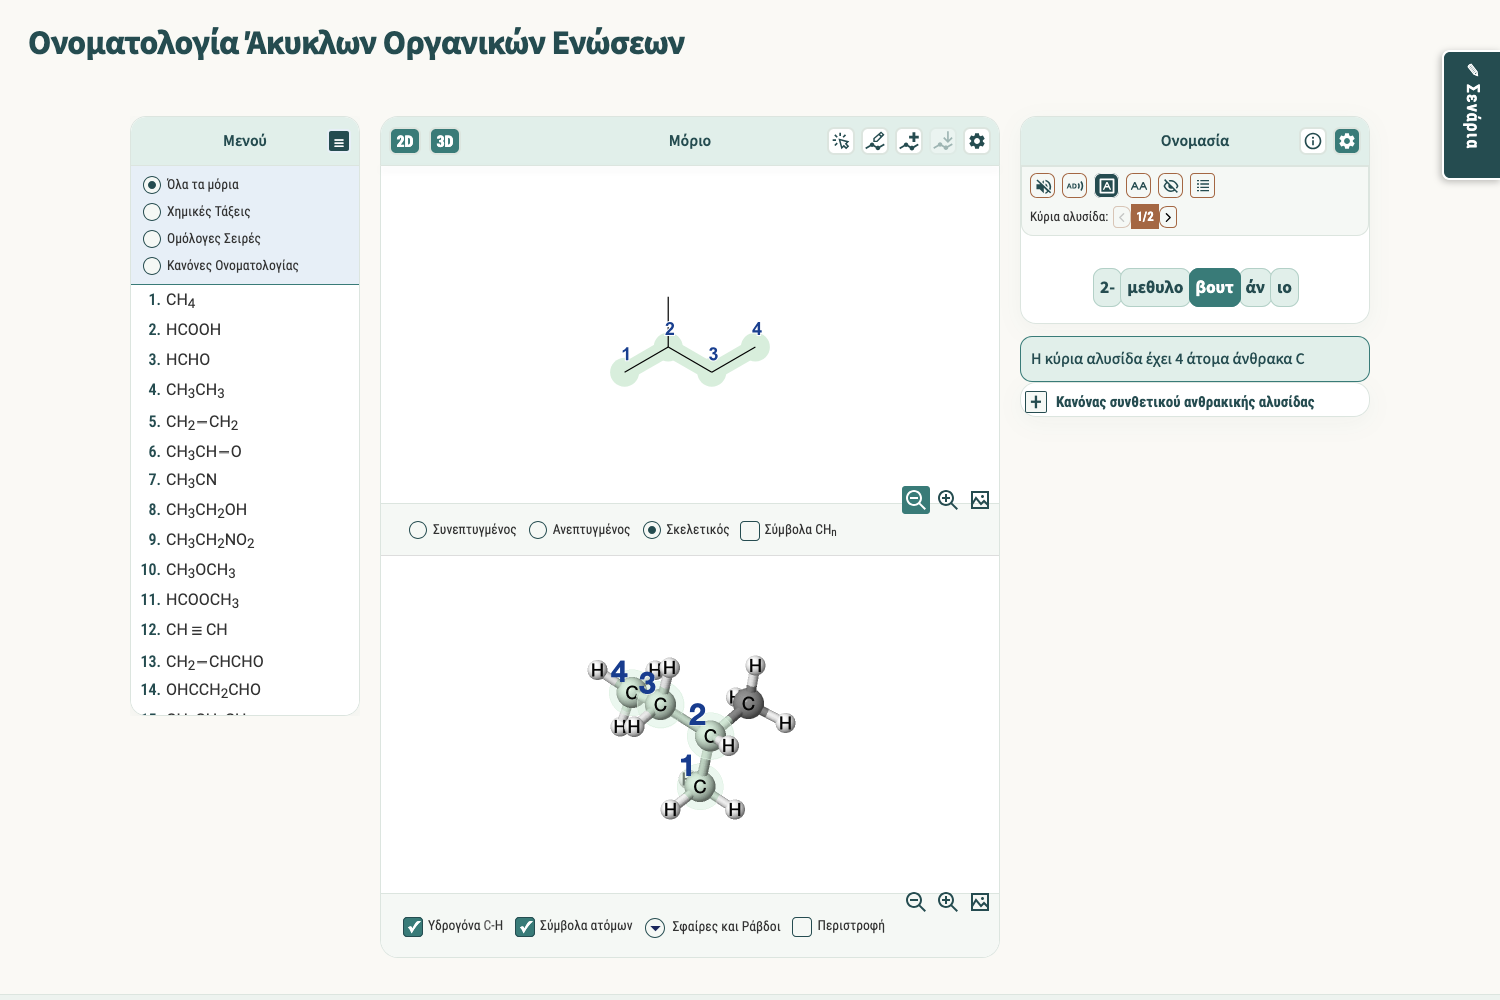 Ονοματολογία Άκυκλων Οργανικών Ενώσεων
Σενάρια
Μενού
Όλα τα μόρια
Χημικές Τάξεις
Ομόλογες Σειρές
Κανόνες Ονοματολογίας
1. CH4
2. HCOOH
3. HCHO
4. CH3CH3
5. CH2=CH2
6. CH3CH=O
7. CH3CN
8. CH3CH2OH
9. CH3CH2NO2
10. CH3OCH3
11. HCOOCH3
12. CH≡CH
13. CH2=CHCHO
14. OHCCH2CHO
2D 3D Μόριο
2 4
1 3
Συνεπτυγμένος Ανεπτυγμένος Σκελετικός Σύμβολα CHn
H 4 H H H
C 3 C C
H H 2 H H
C H
1
C
H H
Υδρογόνα C-H Σύμβολα ατόμων Σφαίρες και Ράβδοι Περιστροφή
Ονομασία
AD A AA
Κύρια αλυσίδα: < 1/2 >
2- μεθυλο βουτ άν ιο
Η κύρια αλυσίδα έχει 4 άτομα άνθρακα C
+ Κανόνας συνθετικού ανθρακικής αλυσίδας